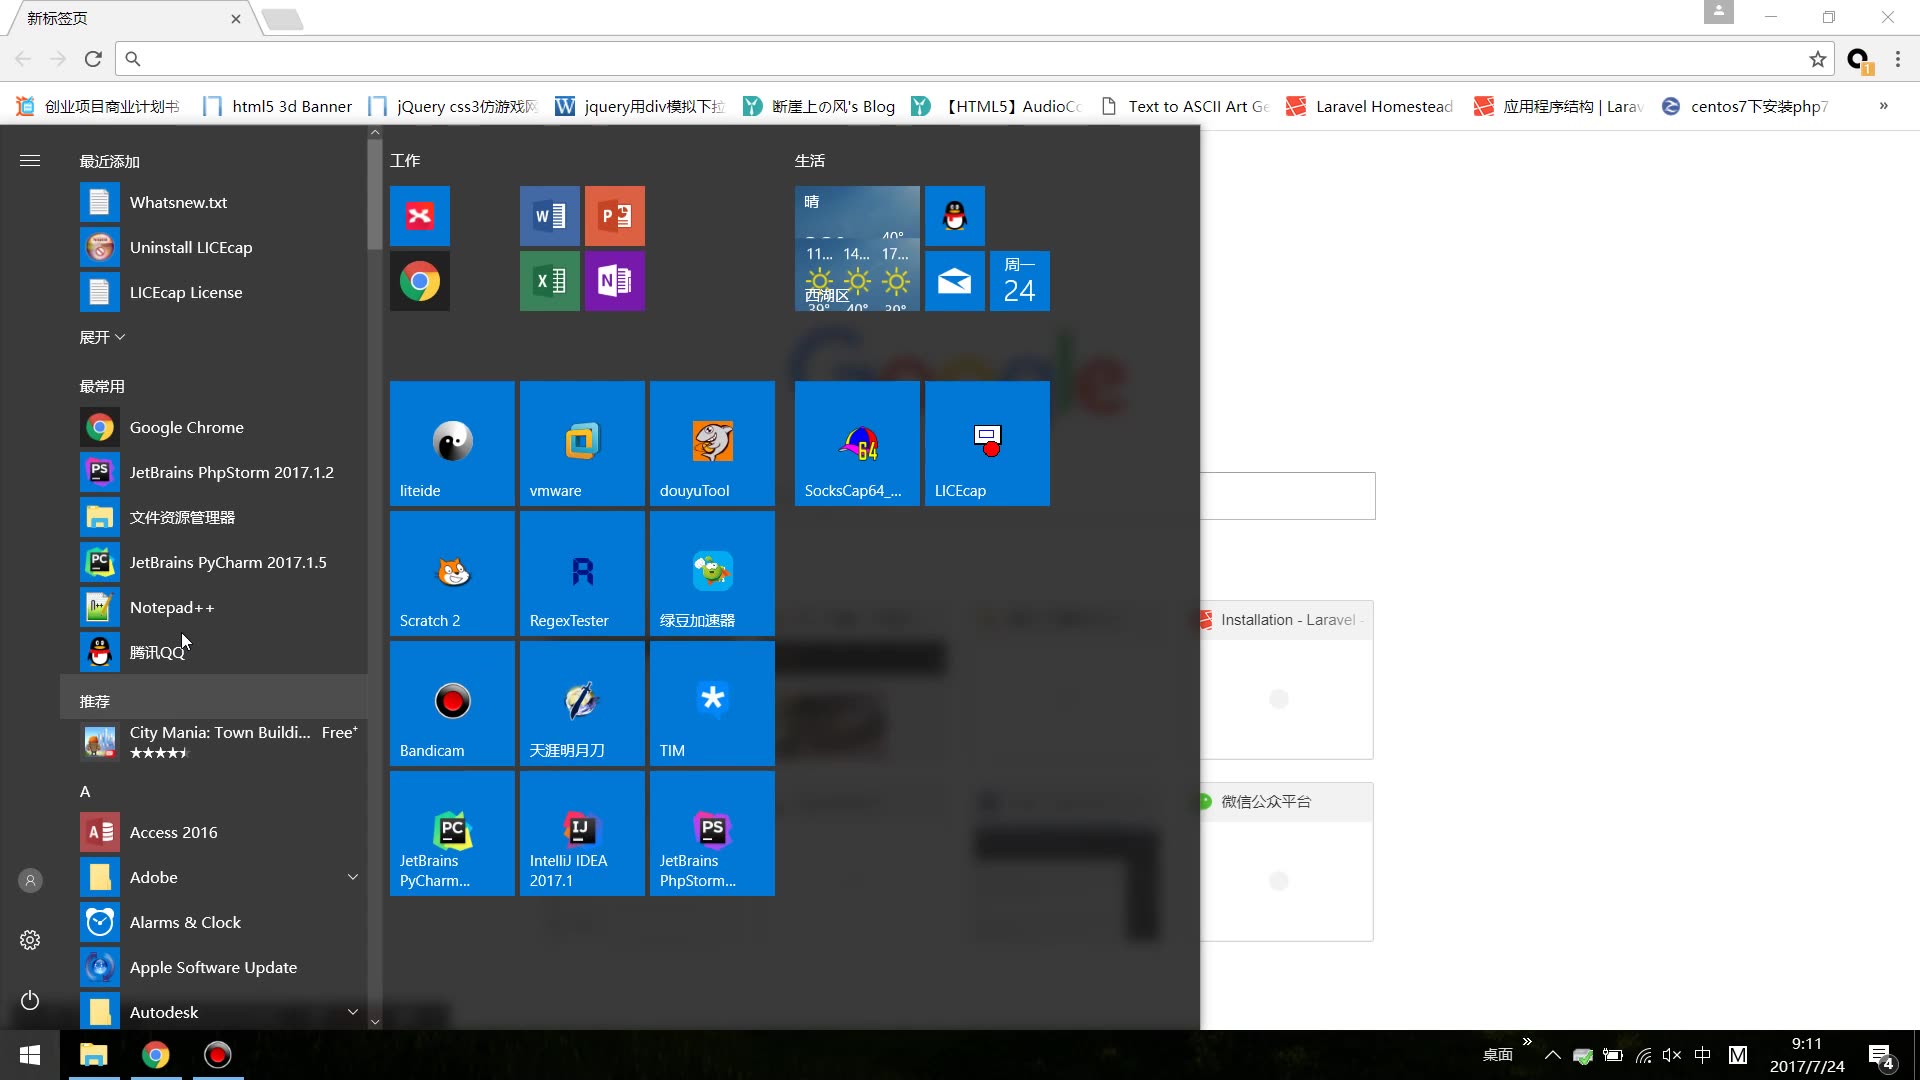 新标签页
创业项目商业计划书
html5 3d Banner
jQuery css3仿游戏网
jquery用div模拟下拉
断崖上の风's Blog
【HTML5】AudioCo
Text to ASCII Art Ge
Laravel Homestead
应用程序结构 | Larav
centos7下安装php7
最近添加
Whatsnew.txt
Uninstall LICEcap
LICEcap License
展开
最常用
Google Chrome
JetBrains PhpStorm 2017.1.2
文件资源管理器
JetBrains PyCharm 2017.1.5
Notepad++
腾讯QQ
推荐
City Mania: Town Buildi... Free+
A
Access 2016
Adobe
Alarms & Clock
Apple Software Update
Autodesk
工作
liteide
vmware
douyuTool
Scratch 2
RegexTester
绿豆加速器
Bandicam
天涯明月刀
TIM
JetBrains
PyCharm...
IntelliJ IDEA
2017.1
JetBrains
PhpStorm...
生活
晴
40°
11... 14... 17...
西湖区
39° 40° 39°
周一
24
SocksCap64_...
64
LICEcap
Google
Installation - Laravel -
微信公众平台
桌面
中
M
9:11
2017/7/24
4